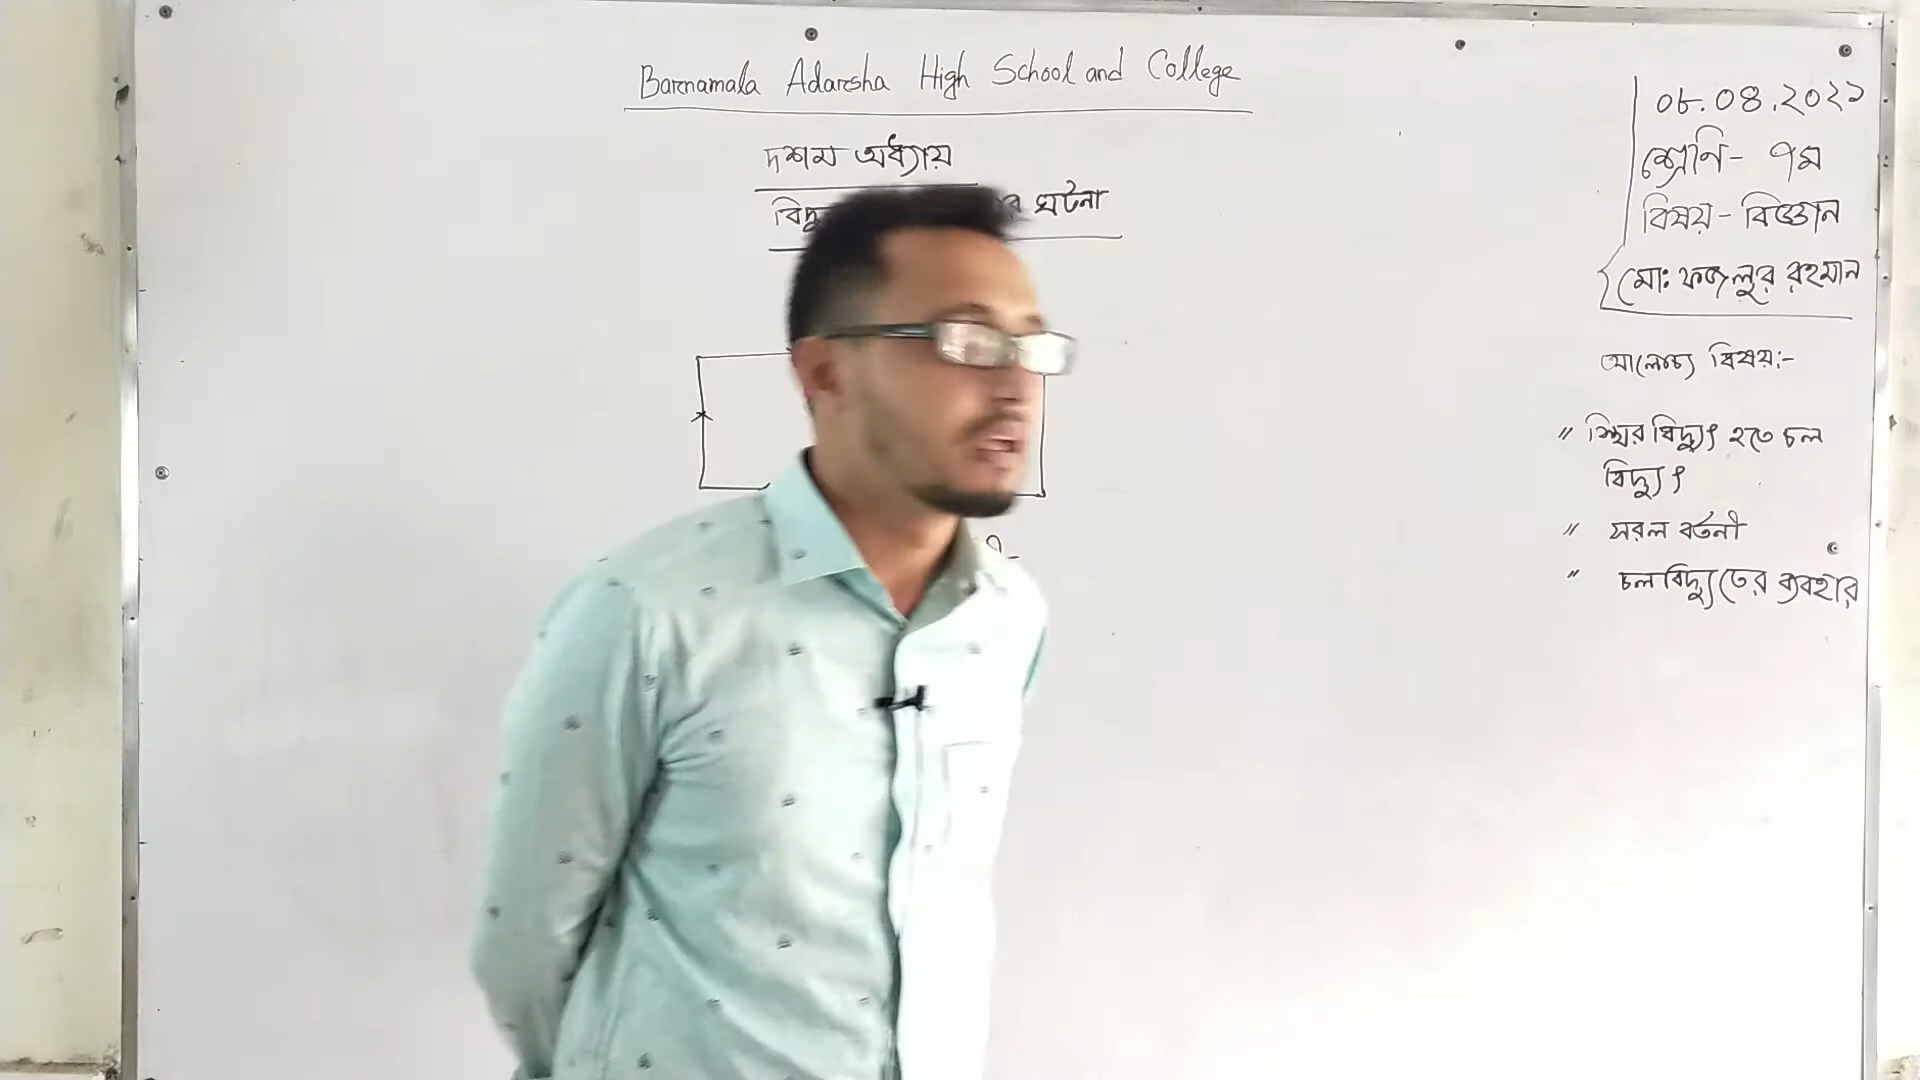 Barnamala Adarsha High School and College
দশম অধ্যায়
ঘটনা
০৮.০৪.২০২১
শ্রেণি- ৭ম
বিষয় - বিজ্ঞান
মোঃ ফজলুর রহমান
আলোচ্য বিষয়:-
" স্থির বিদ্যুৎ হতে চল
বিদ্যুৎ
" সরল বর্তনী
" চল বিদ্যুতের ব্যবহার